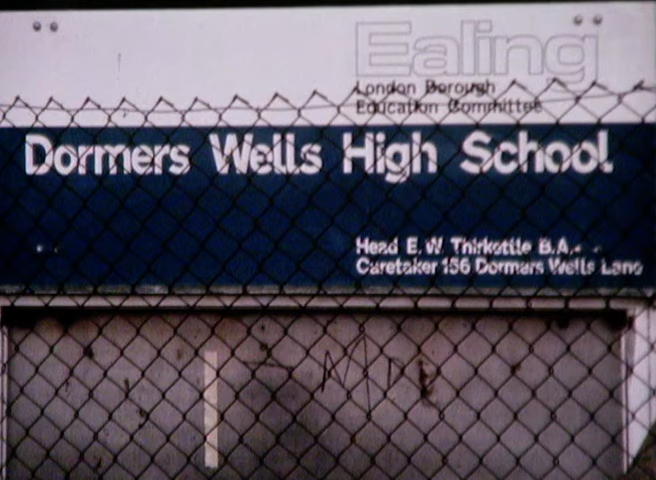 Ealing
London Borough
Education Committee
Dormers Wells High School
Head E. W. Thirkettle B.A.
Caretaker 156 Dormers Wells Lane